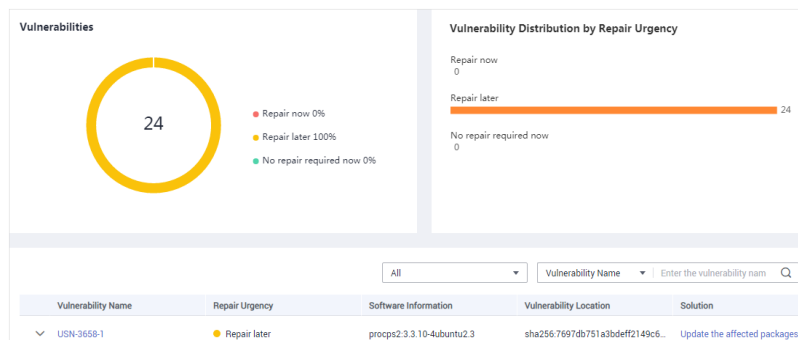 Vulnerabilities
24
Repair now 0%
Repair later 100%
No repair required now 0%
Vulnerability Distribution by Repair Urgency
Repair now
0
Repair later
24
No repair required now
0
All
Vulnerability Name
Enter the vulnerability nam
Vulnerability Name Repair Urgency Software Information Vulnerability Location Solution
USN-3658-1 Repair later procps2:3.3.10-4ubuntu2.3 sha256:7697db751a3bdeff2149c6... Update the affected packages